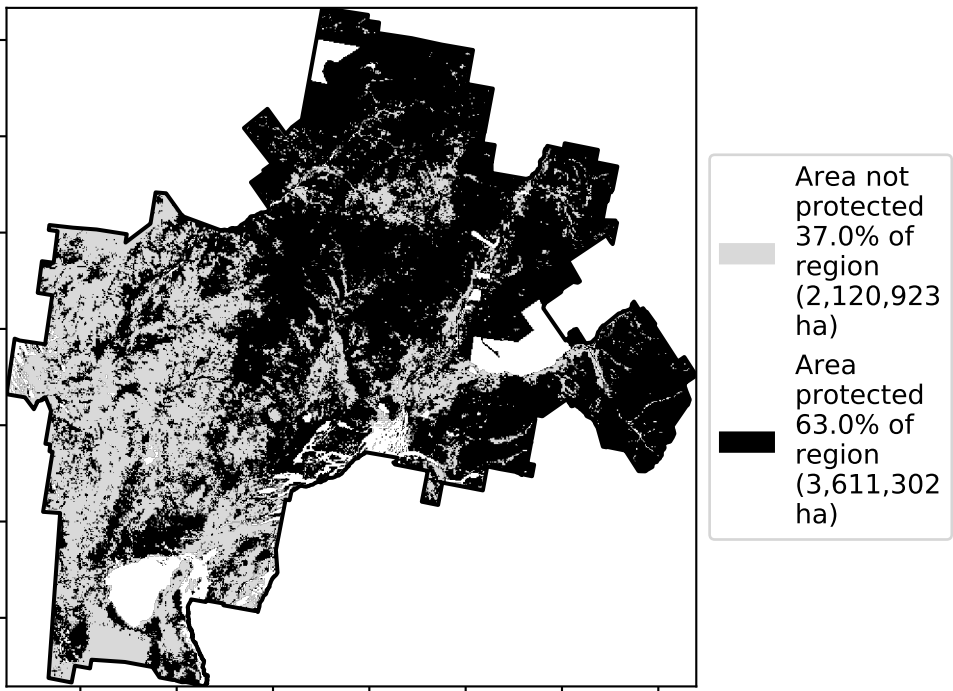 Area not
protected
37.0% of
region
(2,120,923
ha)
Area
protected
63.0% of
region
(3,611,302
ha)